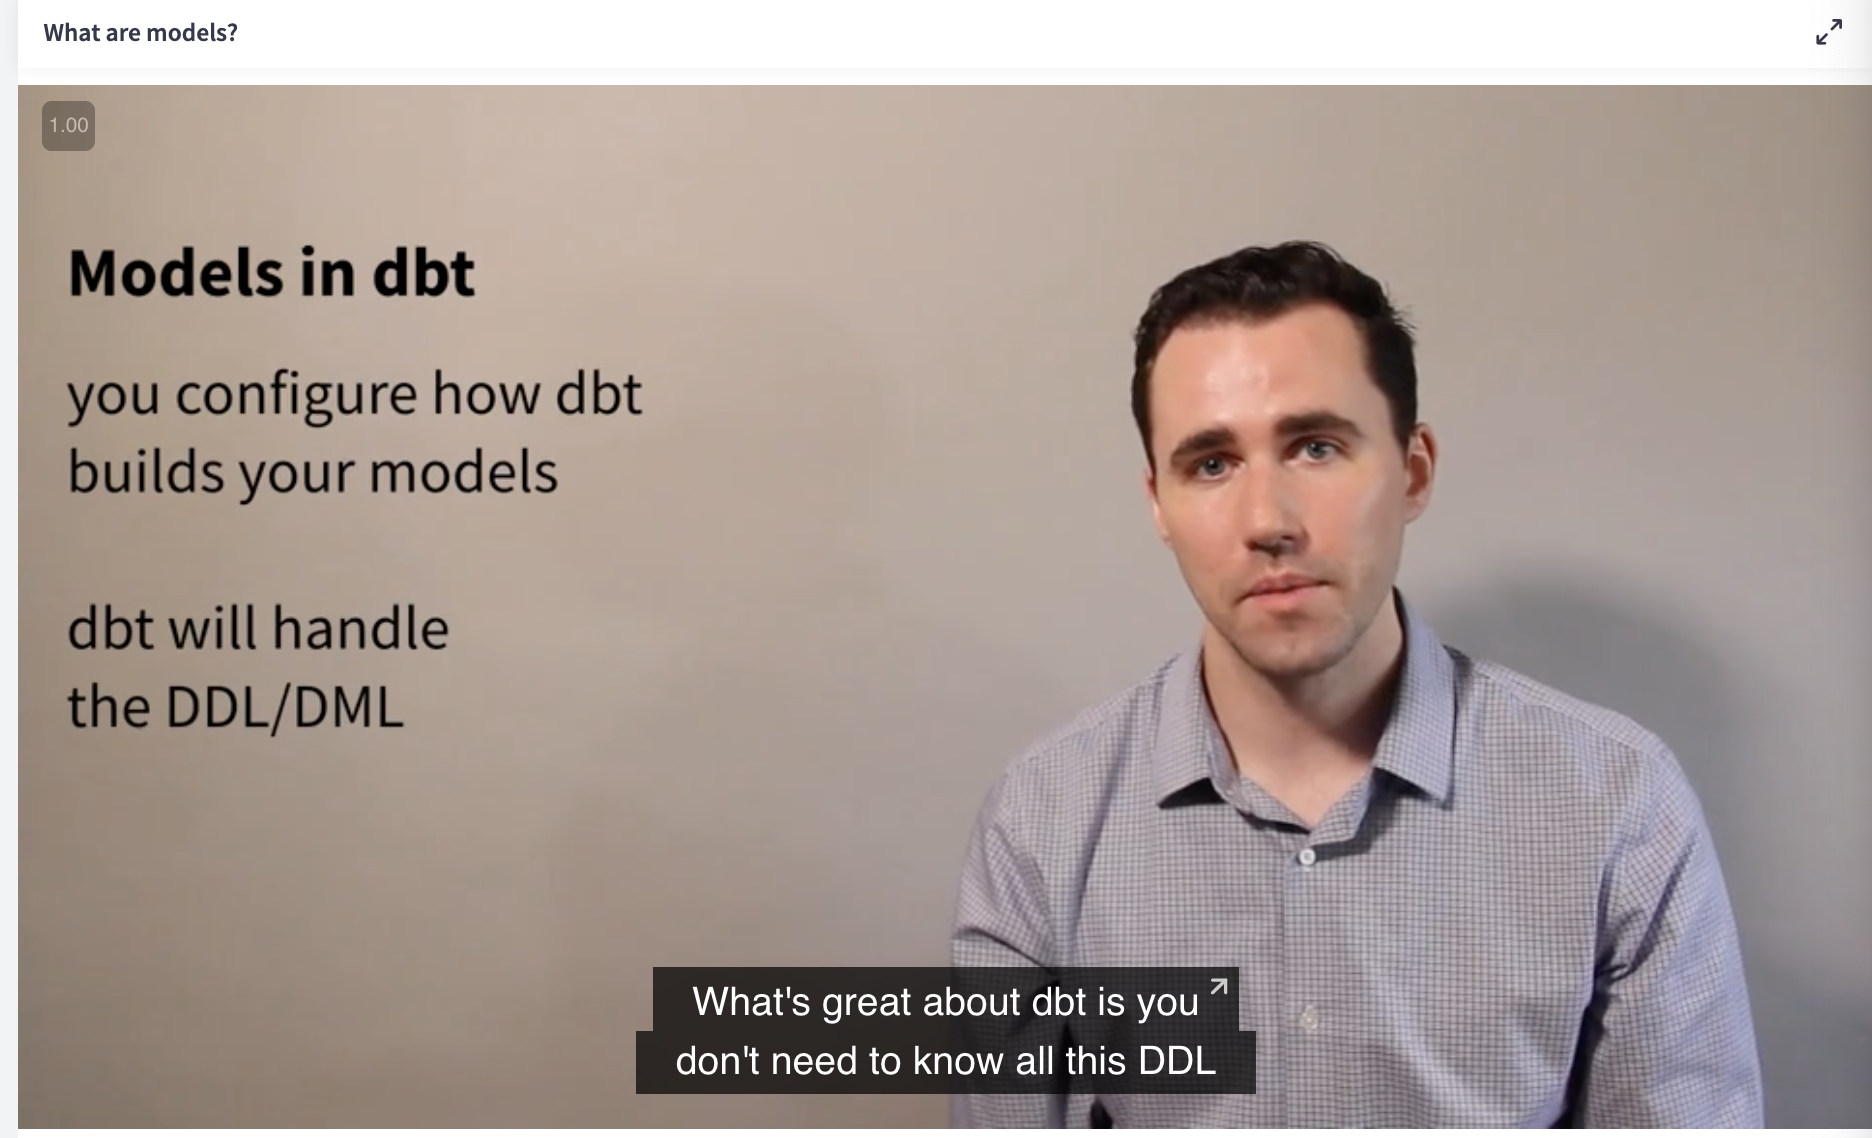 What are models?
1.00
Models in dbt
you configure how dbt
builds your models
dbt will handle
the DDL/DML
What's great about dbt is you
don't need to know all this DDL